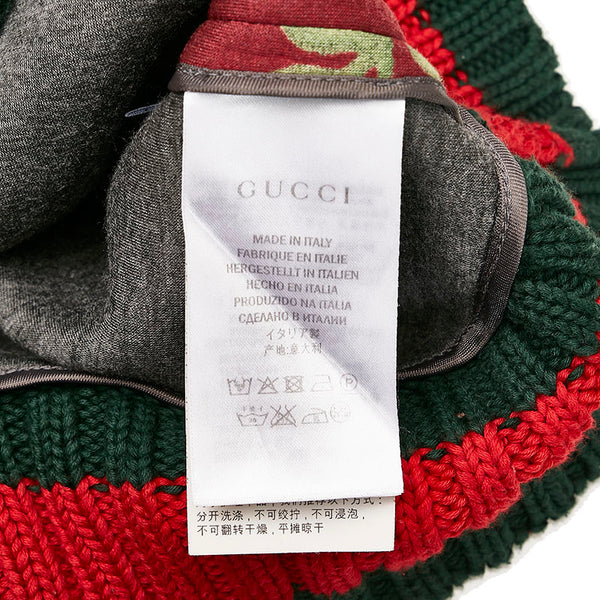 GUCCI
MADE IN ITALY
FABRIQUE EN ITALIE
HERGESTELLT IN ITALIEN
HECHO EN ITALIA
PRODUZIDO NA ITALIA
СДЕЛАНО В ИТАЛИИ
イタリア製
产地:意大利
P
分开洗涤,不可绞拧,不可浸泡,
不可翻转干燥,平摊晾干